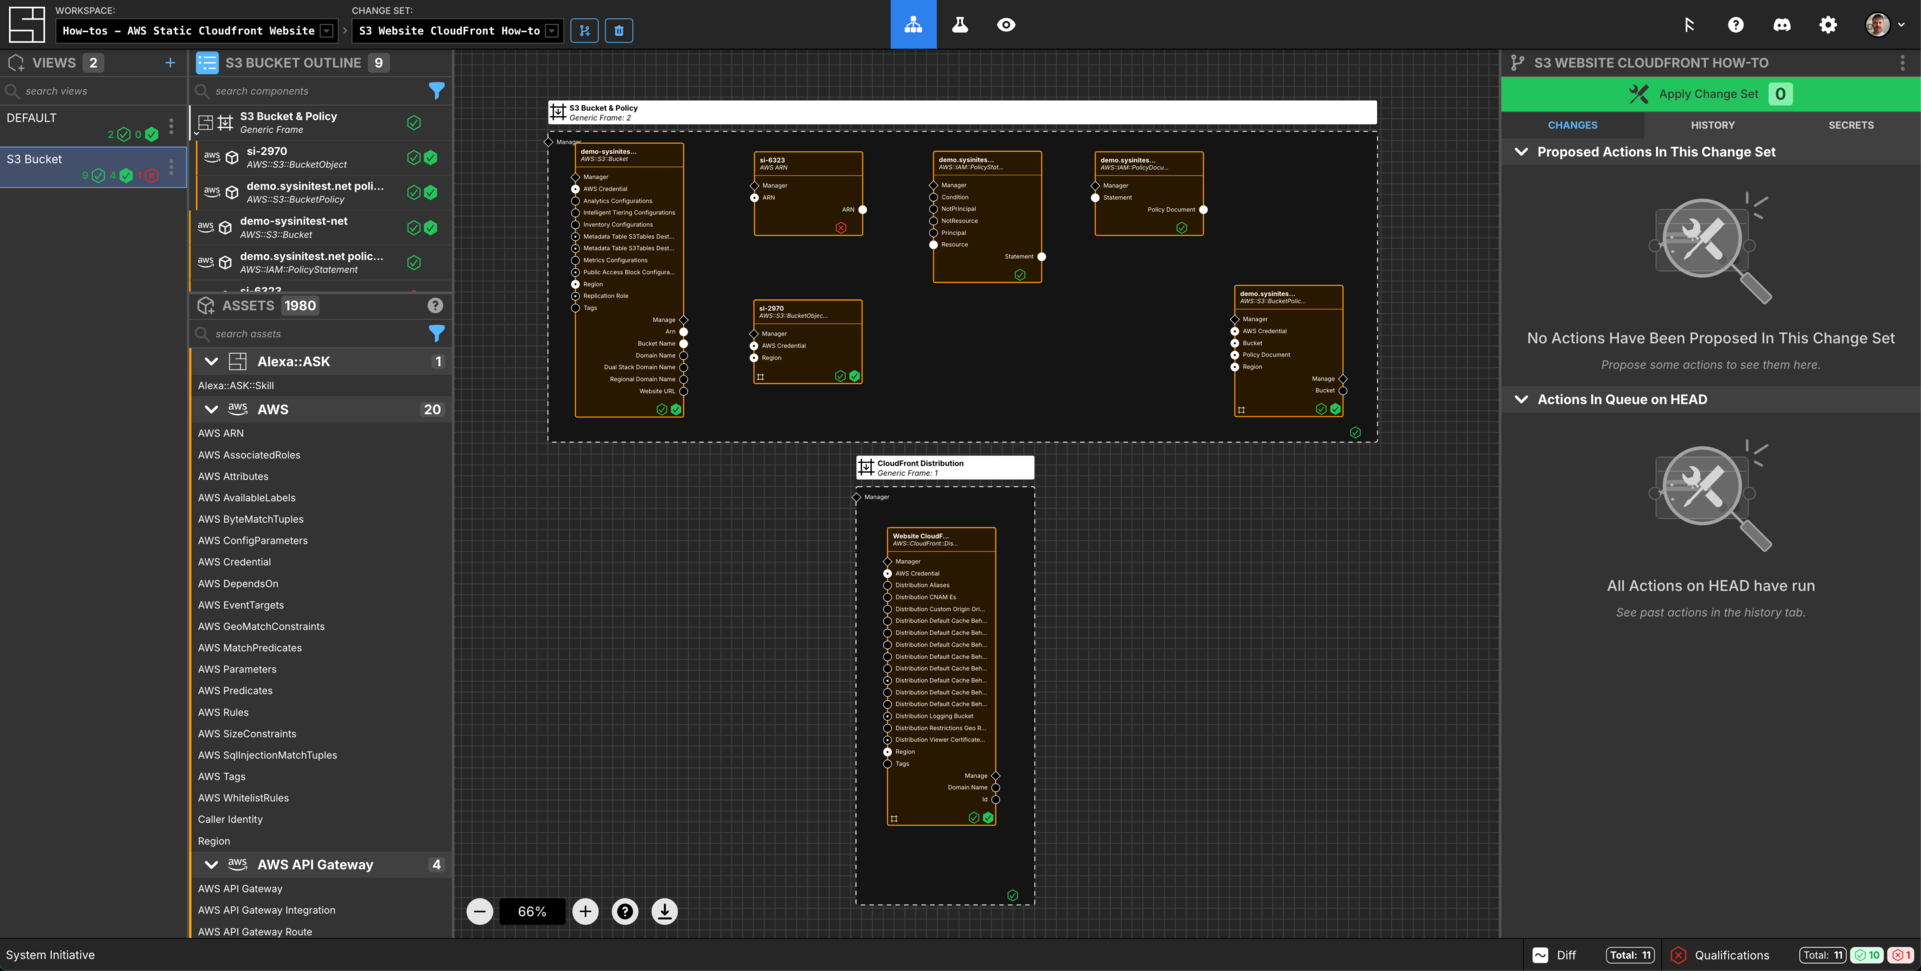 WORKSPACE:
How-tos - AWS Static Cloudfront Website
CHANGE SET:
S3 Website CloudFront How-to
VIEWS 2
search views
DEFAULT
2 0
S3 Bucket
9 4 1
S3 BUCKET OUTLINE 9
search components
S3 Bucket & Policy
Generic Frame
si-2970
AWS::S3::BucketObject
demo.sysinitest.net poli...
AWS::S3::BucketPolicy
demo-sysinitest-net
AWS::S3::Bucket
demo.sysinitest.net polic...
AWS::IAM::PolicyStatement
si-6323
ASSETS 1980
search assets
Alexa::ASK 1
Alexa::ASK::Skill
AWS 20
AWS ARN
AWS AssociatedRoles
AWS Attributes
AWS AvailableLabels
AWS ByteMatchTuples
AWS ConfigParameters
AWS Credential
AWS DependsOn
AWS EventTargets
AWS GeoMatchConstraints
AWS MatchPredicates
AWS Parameters
AWS Predicates
AWS Rules
AWS SizeConstraints
AWS SqlInjectionMatchTuples
AWS Tags
AWS WhitelistRules
Caller Identity
Region
AWS API Gateway 4
AWS API Gateway
AWS API Gateway Integration
AWS API Gateway Route
S3 Bucket & Policy
Generic Frame: 2
Manager
demo-sysinites...
AWS::S3::Bucket
Manager
AWS Credential
Analytics Configurations
Intelligent Tiering Configurations
Inventory Configurations
Metadata Table S3Tables Dest...
Metadata Table S3Tables Dest...
Metrics Configurations
Public Access Block Configura...
Region
Replication Role
Tags
Manage
Arn
Bucket Name
Domain Name
Dual Stack Domain Name
Regional Domain Name
Website URL
si-6323
AWS ARN
Manager
ARN
ARN
demo.sysinites...
AWS::IAM::PolicyStat...
Manager
Condition
NotPrincipal
NotResource
Principal
Resource
Statement
demo.sysinites...
AWS::IAM::PolicyDocu...
Manager
Statement
Policy Document
si-2970
AWS::S3::BucketObjec...
Manager
AWS Credential
Region
demo.sysinites...
AWS::S3::BucketPolic...
Manager
AWS Credential
Bucket
Policy Document
Region
Manage
Bucket
CloudFront Distribution
Generic Frame: 1
Manager
Website CloudF...
AWS::CloudFront::Dis...
Manager
AWS Credential
Distribution Aliases
Distribution CNAM Es
Distribution Custom Origin Ori...
Distribution Default Cache Beh...
Distribution Default Cache Beh...
Distribution Default Cache Beh...
Distribution Default Cache Beh...
Distribution Default Cache Beh...
Distribution Default Cache Beh...
Distribution Default Cache Beh...
Distribution Default Cache Beh...
Distribution Logging Bucket
Distribution Restrictions Geo R...
Distribution Viewer Certificate...
Region
Tags
Manage
Domain Name
Id
66%
S3 WEBSITE CLOUDFRONT HOW-TO
Apply Change Set 0
CHANGES HISTORY SECRETS
Proposed Actions In This Change Set
No Actions Have Been Proposed In This Change Set
Propose some actions to see them here.
Actions In Queue on HEAD
All Actions on HEAD have run
See past actions in the history tab.
System Initiative
Diff
Total: 11
Qualifications
Total: 11
10
1